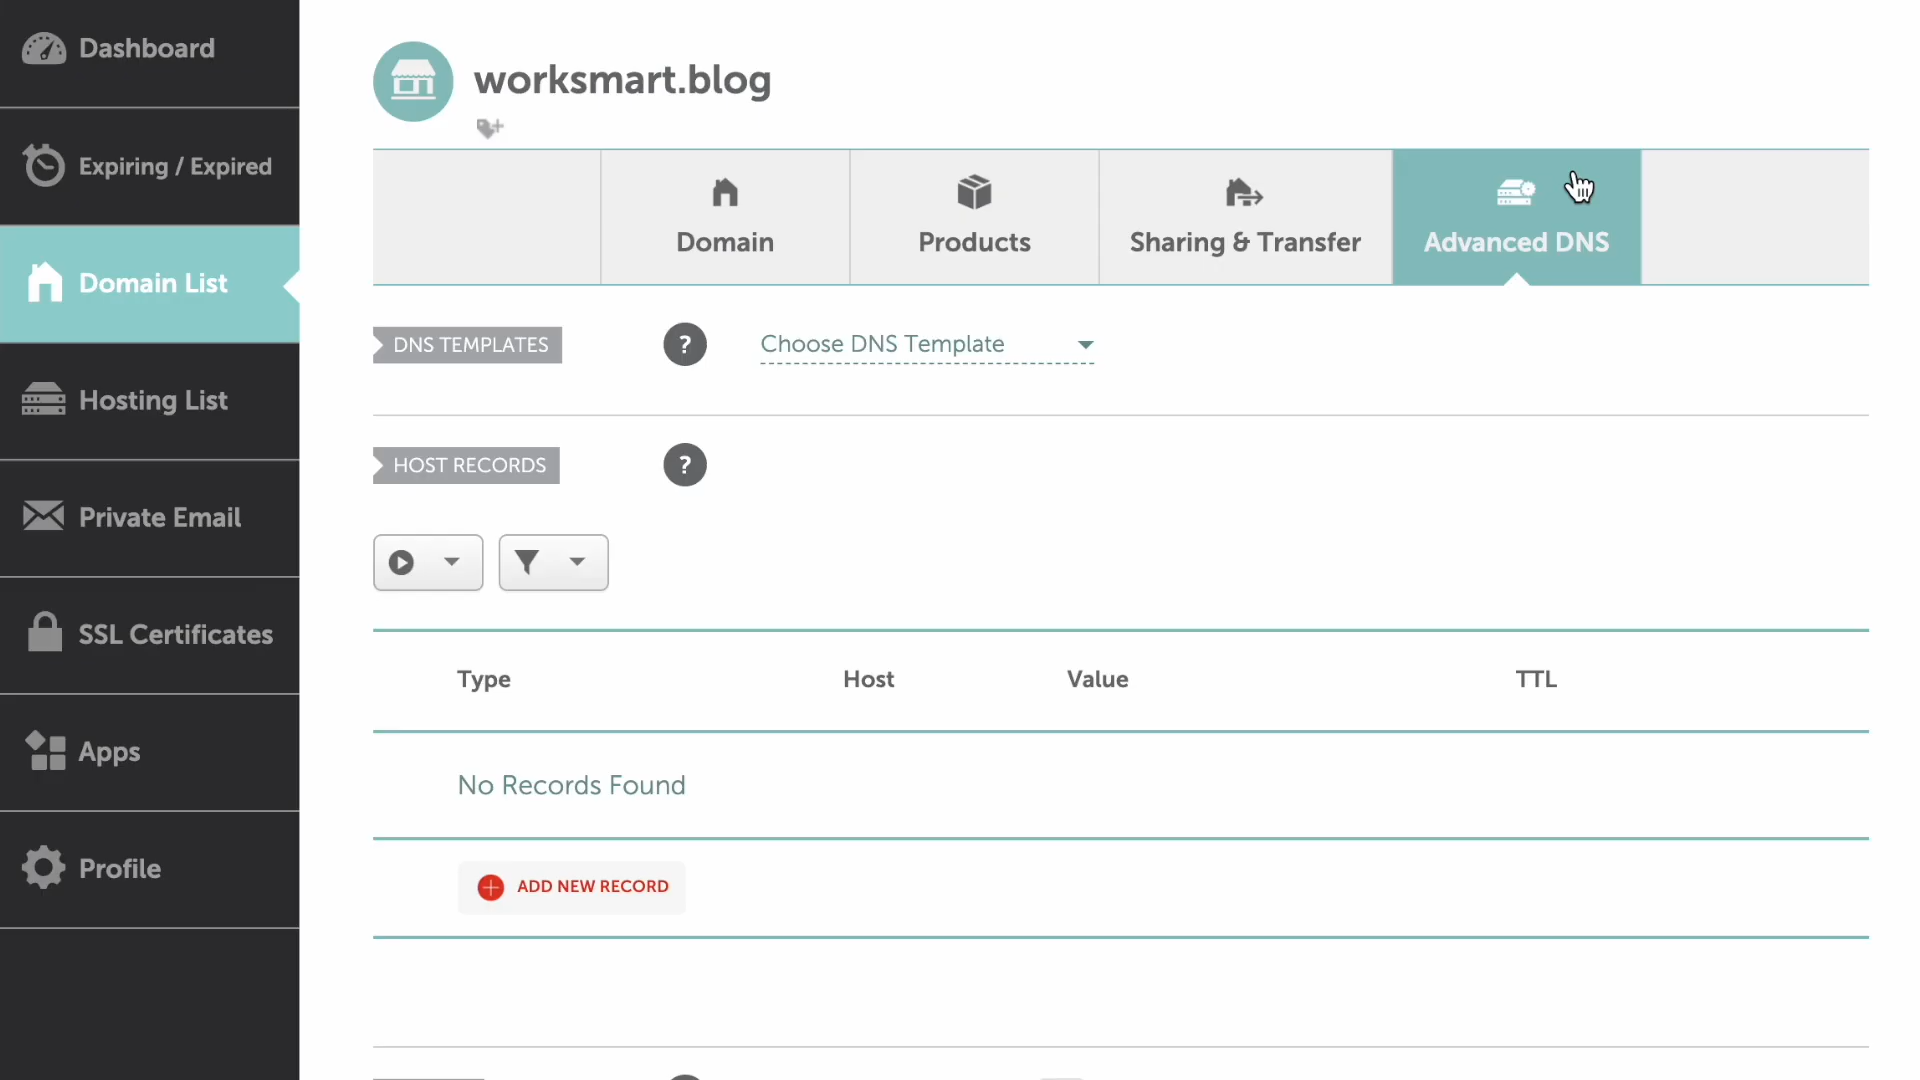 Dashboard
Expiring / Expired
Domain List
Hosting List
Private Email
SSL Certificates
Apps
Profile
worksmart.blog
Domain
Products
Sharing & Transfer
Advanced DNS
DNS TEMPLATES
?
Choose DNS Template
HOST RECORDS
?
Type Host Value TTL
No Records Found
ADD NEW RECORD